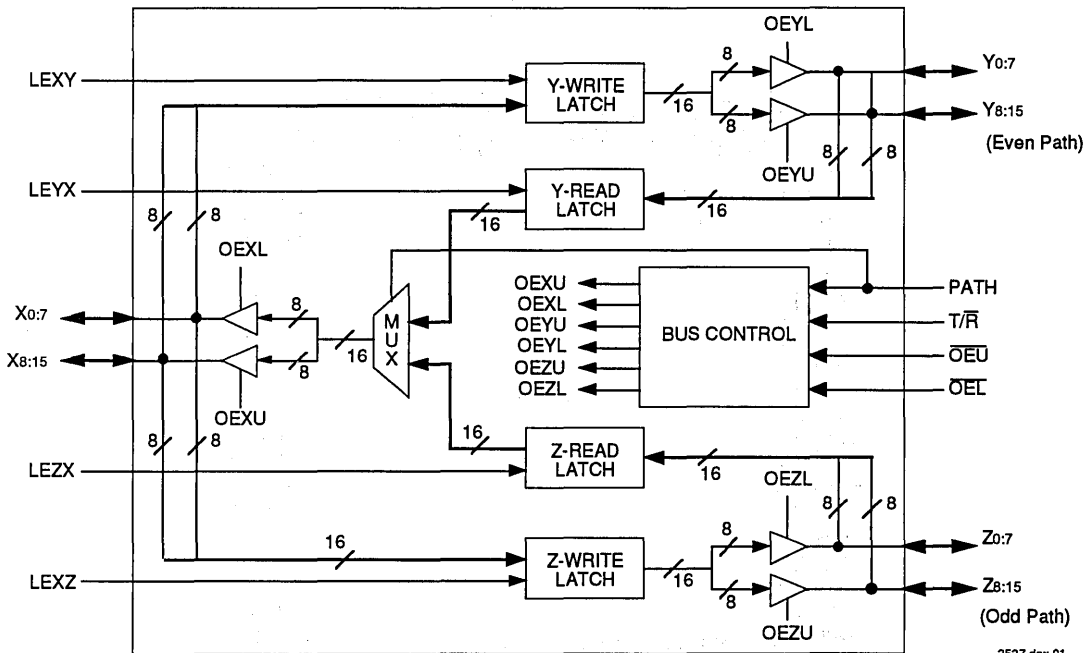 OEYL
LEXY
Y-WRITE
LATCH
16
8
8
Y0:7
Y8:15
(Even Path)
OEYU
8
8
LEYX
Y-READ
LATCH
16
16
8
8
OEXL
X0:7
X8:15
8
8
16
MUX
OEXU
OEXU
OEXL
OEYU
OEYL
OEZU
OEZL
BUS CONTROL
PATH
T/R̅
O̅E̅U̅
O̅E̅L̅
8
8
16
Z-READ
LATCH
16
LEZX
OEZL
8
8
16
Z-WRITE
LATCH
16
8
8
Z0:7
Z8:15
(Odd Path)
LEXZ
OEZU